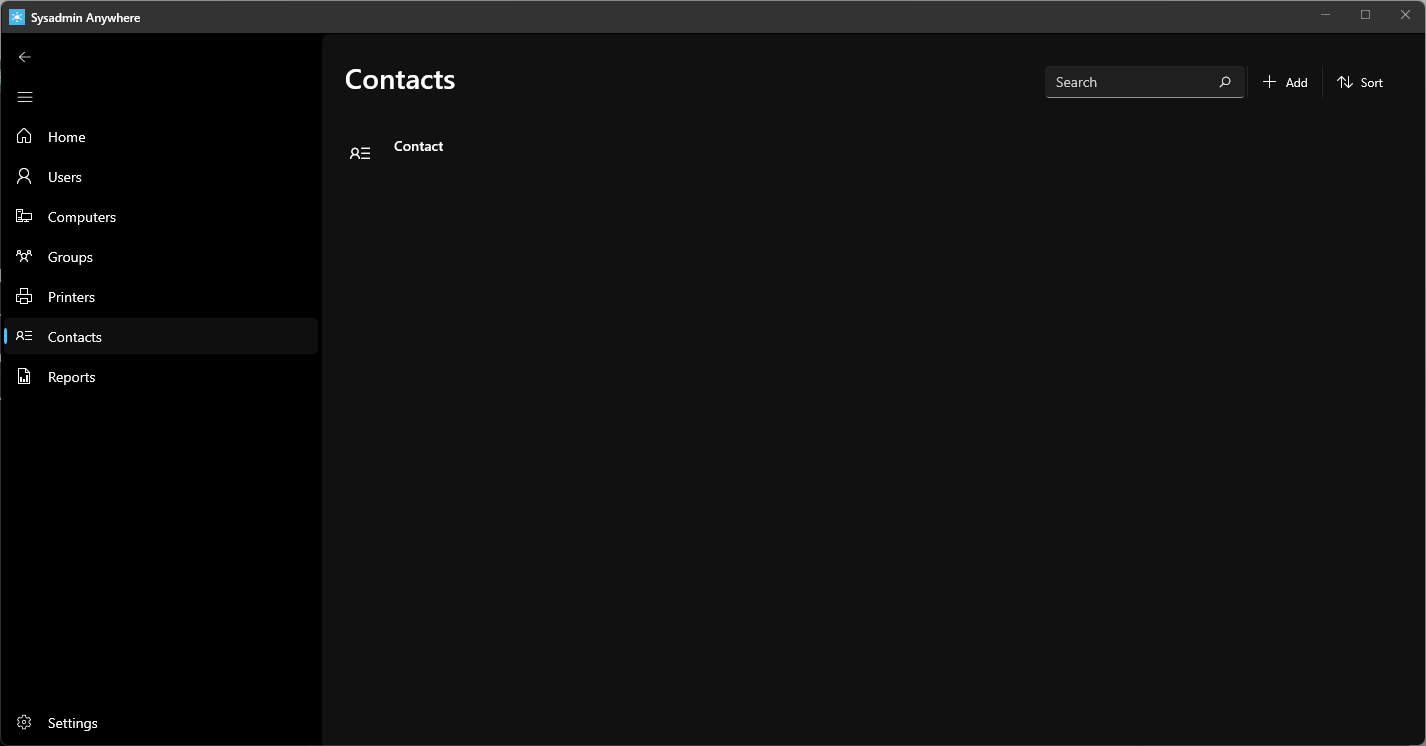 Sysadmin Anywhere
Home
Users
Computers
Groups
Printers
Contacts
Reports
Settings
Contacts
Search
Add
Sort
Contact